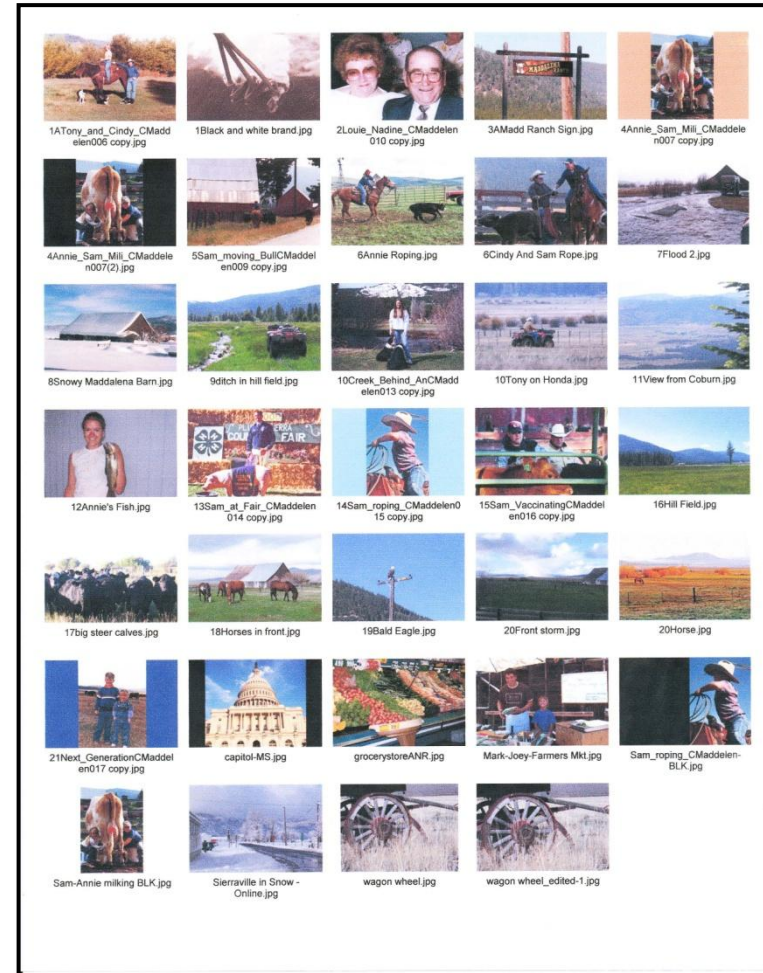 MADDALENA
1ATony_and_Cindy_CMadd
elen006 copy.jpg
1Black and white brand.jpg
2Louie_Nadine_CMaddelen
010 copy.jpg
3AMadd Ranch Sign.jpg
4Annie_Sam_Mili_CMaddele
n007 copy.jpg
4Annie_Sam_Mili_CMaddele
n007(2).jpg
5Sam_moving_BullCMaddel
en009 copy.jpg
6Annie Roping.jpg
6Cindy And Sam Rope.jpg
7Flood 2.jpg
8Snowy Maddalena Barn.jpg
9ditch in hill field.jpg
10Creek_Behind_AnCMadd
elen013 copy.jpg
10Tony on Honda.jpg
11View from Coburn.jpg
COUN FAIR
12Annie's Fish.jpg
13Sam_at_Fair_CMaddelen
014 copy.jpg
14Sam_roping_CMaddelen0
15 copy.jpg
15Sam_VaccinatingCMaddel
en016 copy.jpg
16Hill Field.jpg
17big steer calves.jpg
18Horses in front.jpg
19Bald Eagle.jpg
20Front storm.jpg
20Horse.jpg
21Next_GenerationCMaddel
en017 copy.jpg
capitol-MS.jpg
grocerystoreANR.jpg
Mark-Joey-Farmers Mkt.jpg
Sam_roping_CMaddelen-
BLK.jpg
Sam-Annie milking BLK.jpg
Sierraville in Snow -
Online.jpg
wagon wheel.jpg
wagon wheel_edited-1.jpg